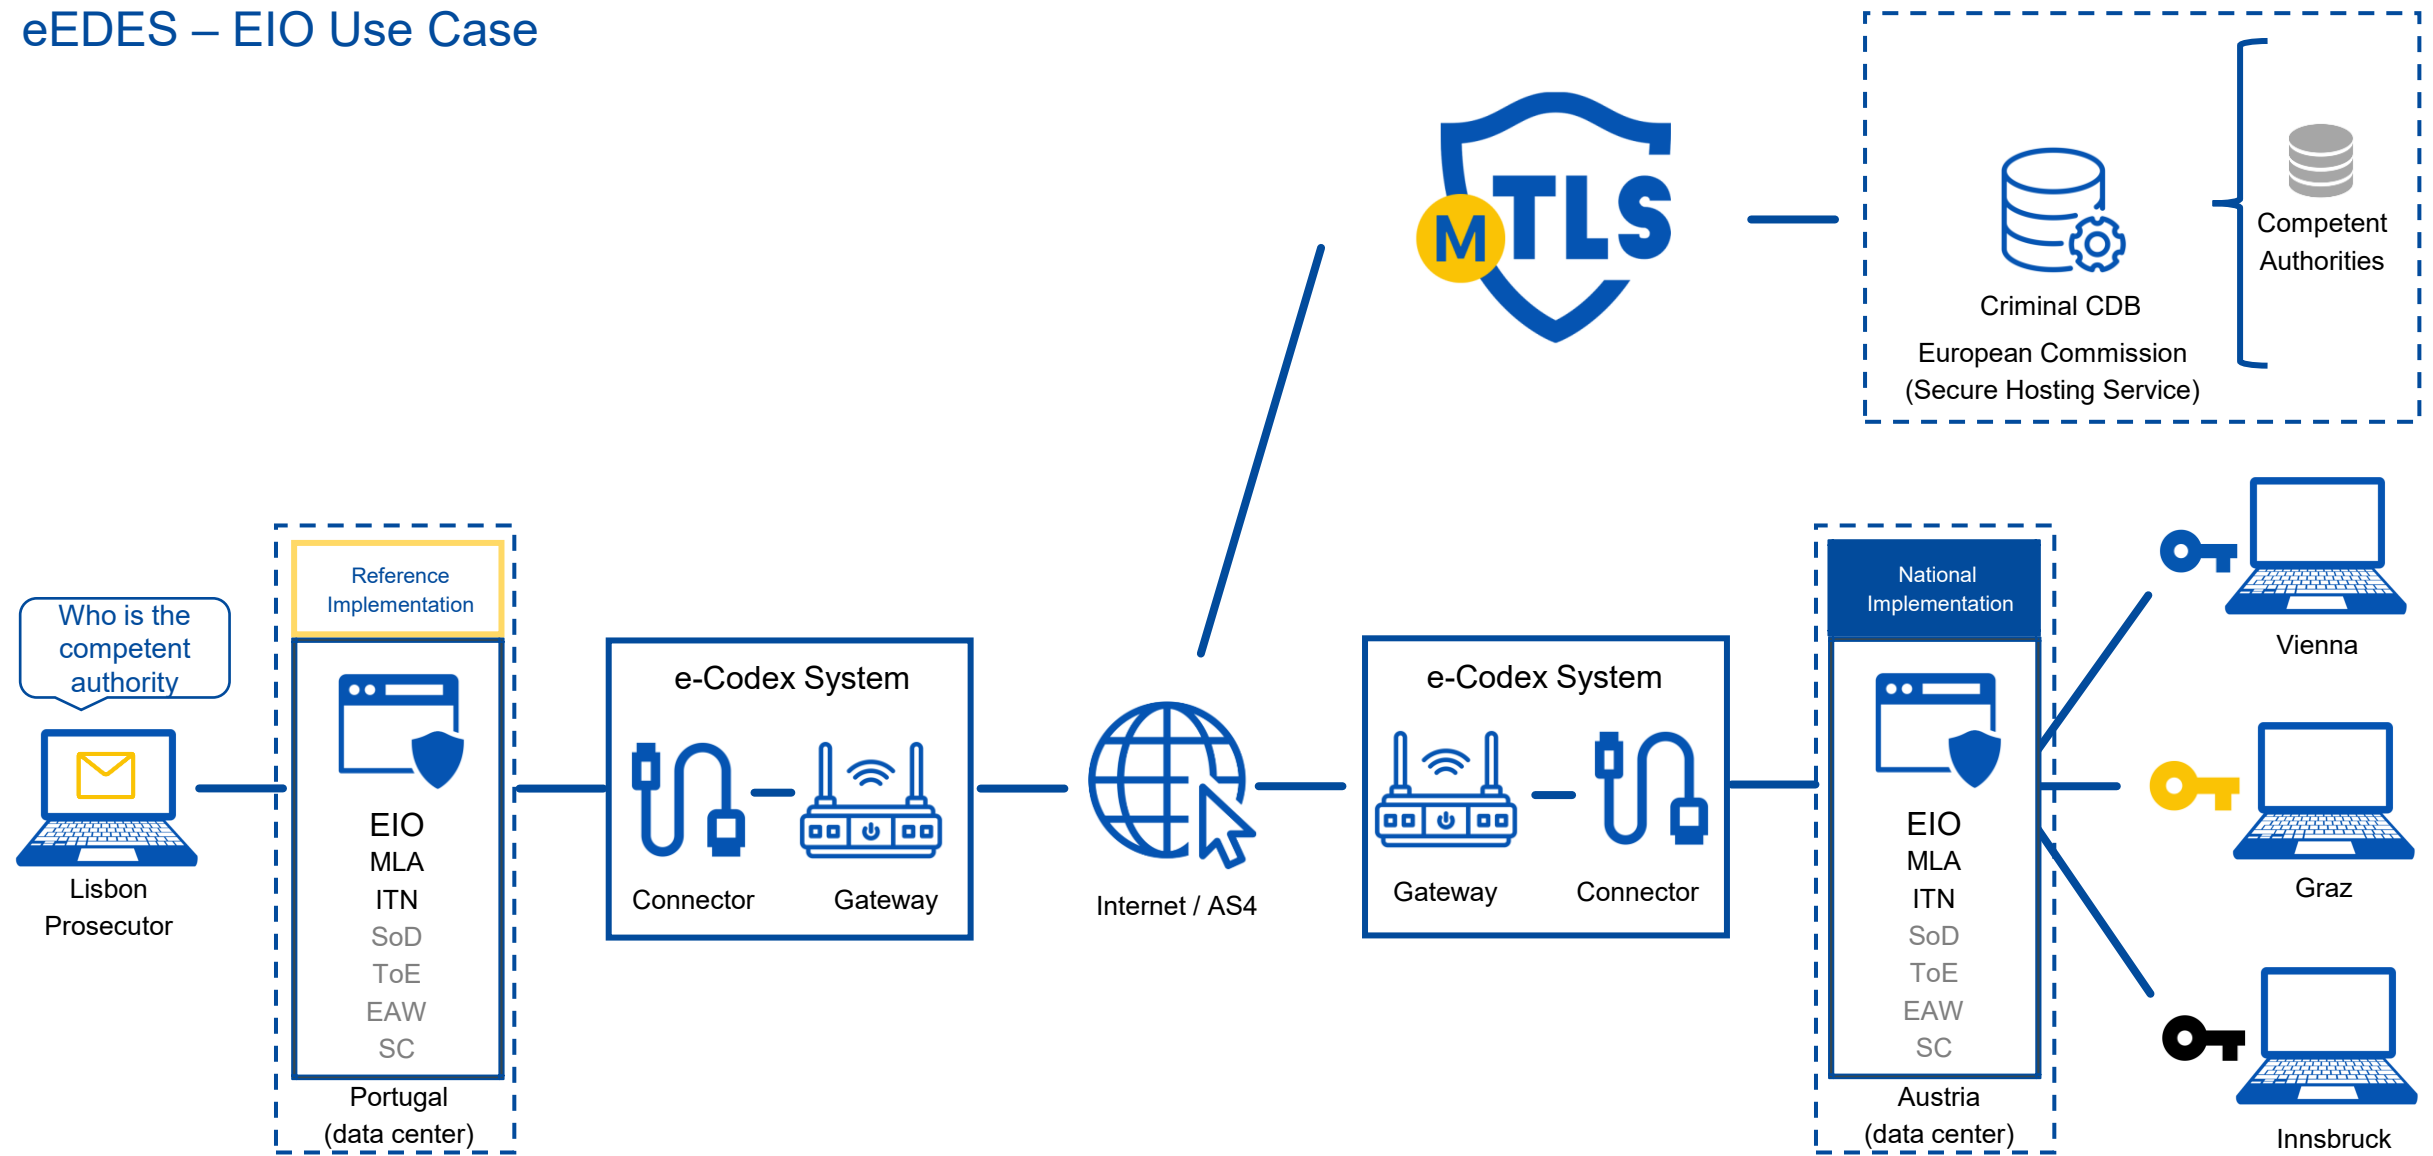 eEDES – EIO Use Case
M
TLS
Criminal CDB
European Commission
(Secure Hosting Service)
Competent
Authorities
Who is the
competent
authority
Lisbon
Prosecutor
Reference
Implementation
EIO
MLA
ITN
SoD
ToE
EAW
SC
Portugal
(data center)
e-Codex System
Connector
Gateway
Internet / AS4
e-Codex System
Gateway
Connector
National
Implementation
EIO
MLA
ITN
SoD
ToE
EAW
SC
Austria
(data center)
Vienna
Graz
Innsbruck